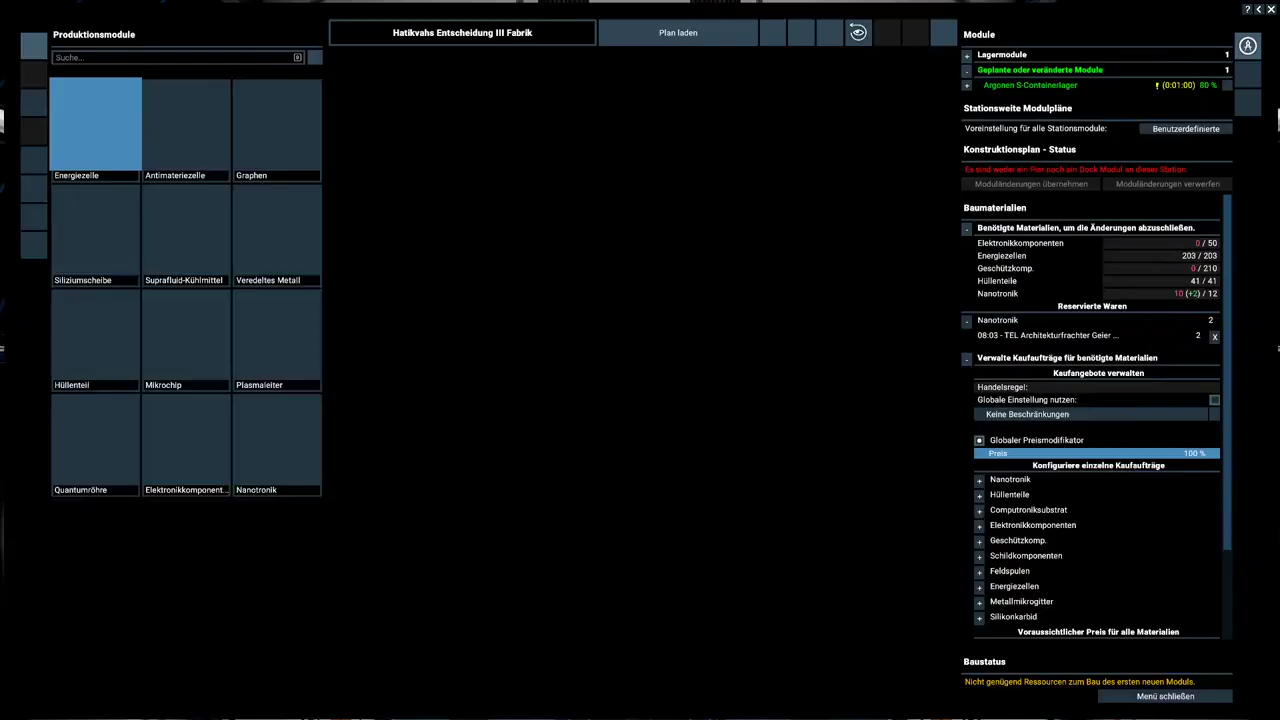 Produktionsmodule
Suche...
Energiezelle
Antimateriezelle
Graphen
Siliziumscheibe
Suprafluid-Kühlmittel
Veredeltes Metall
Hüllenteil
Mikrochip
Plasmaleiter
Quantumröhre
Elektronikkomponent...
Nanotronik
Hatikvahs Entscheidung III Fabrik
Plan laden
? < X
Module
+ Lagermodule 1
- Geplante oder veränderte Module 1
+ Argonen S-Containerlager ! (0:01:00) 80 %
Stationsweite Modulpläne
Voreinstellung für alle Stationsmodule: Benutzerdefinierte
Konstruktionsplan - Status
Es sind weder ein Pier noch ein Dock Modul an dieser Station.
Moduländerungen übernehmen Moduländerungen verwerfen
Baumaterialien
- Benötigte Materialien, um die Änderungen abzuschließen.
Elektronikkomponenten 0 / 50
Energiezellen 203 / 203
Geschützkomp. 0 / 210
Hüllenteile 41 / 41
Nanotronik 10 (+2) / 12
Reservierte Waren
- Nanotronik 2
08:03 - TEL Architekturfrachter Geier ... 2 X
- Verwalte Kaufaufträge für benötigte Materialien
Kaufangebote verwalten
Handelsregel:
Globale Einstellung nutzen:
Keine Beschränkungen
Globaler Preismodifikator
Preis 100 %
Konfiguriere einzelne Kaufaufträge
+ Nanotronik
+ Hüllenteile
+ Computroniksubstrat
+ Elektronikkomponenten
+ Geschützkomp.
+ Schildkomponenten
+ Feldspulen
+ Energiezellen
+ Metallmikrogitter
+ Silikonkarbid
Voraussichtlicher Preis für alle Materialien
Baustatus
Nicht genügend Ressourcen zum Bau des ersten neuen Moduls.
Menü schließen